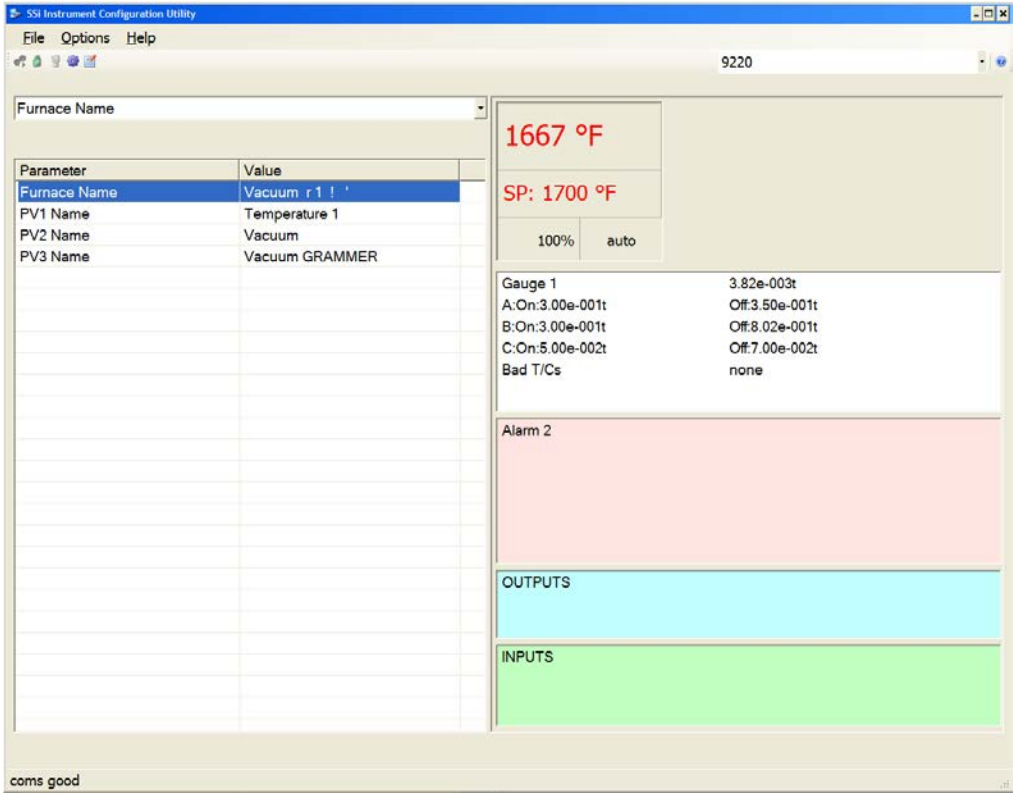 SSi Instrument Configuration Utility
File Options Help
9220
Furnace Name
Parameter Value
Furnace Name Vacuum r 1 ! '
PV1 Name Temperature 1
PV2 Name Vacuum
PV3 Name Vacuum GRAMMER
1667 °F
SP: 1700 °F
100% auto
Gauge 1 3.82e-003t
A:On:3.00e-001t Off:3.50e-001t
B:On:3.00e-001t Off:8.02e-001t
C:On:5.00e-002t Off:7.00e-002t
Bad T/Cs none
Alarm 2
OUTPUTS
INPUTS
coms good